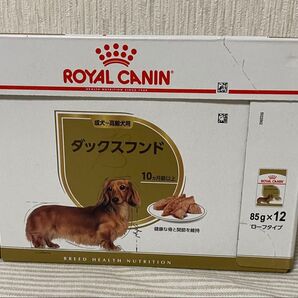 ROYAL CANIN
成犬〜高齢犬用
ダックスフンド
10ヵ月齢以上
健康な骨と関節を維持
85g×12
ローフタイプ
BREED HEALTH NUTRITION